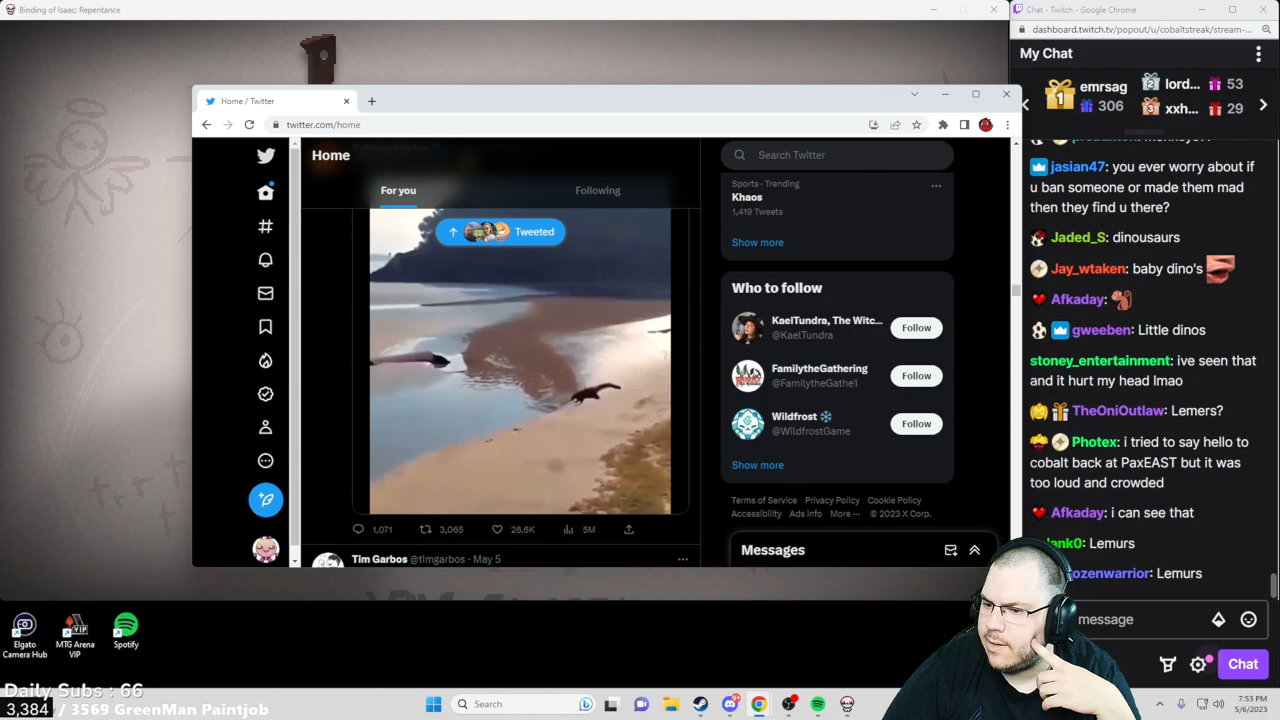 Binding of Isaac: Repentance
Home / Twitter
twitter.com/home
Home
For you
Following
Tweeted
1,071
3,065
26.6K
5M
Tim Garbos @timgarbos · May 5
Search Twitter
Sports · Trending
Khaos
1,419 Tweets
Show more
Who to follow
KaelTundra, The Witc...
@KaelTundra
Follow
FamilytheGathering
@FamilytheGathe1
Follow
Wildfrost
@WildfrostGame
Follow
Show more
Terms of Service Privacy Policy Cookie Policy
Accessibility Ads info More ··· © 2023 X Corp.
Messages
Chat - Twitch - Google Chrome
dashboard.twitch.tv/popout/u/cobaltstreak/stream-...
My Chat
1 emrsag
306
2 lord... 53
3 xxh... 29
jasian47: you ever worry about if
u ban someone or made them mad
then they find u there?
Jaded_S: dinousaurs
Jay_wtaken: baby dino's
Afkaday:
gweeben: Little dinos
stoney_entertainment: ive seen that
and it hurt my head lmao
TheOniOutlaw: Lemers?
Photex: i tried to say hello to
cobalt back at PaxEAST but it was
too loud and crowded
Afkaday: i can see that
Lemurs
ozenwarrior: Lemurs
message
Chat
Elgato
Camera Hub
MTG Arena
VIP
Spotify
Daily Subs : 66
3,384 / 3569 GreenMan Paintjob
Search
7:53 PM
5/6/2023